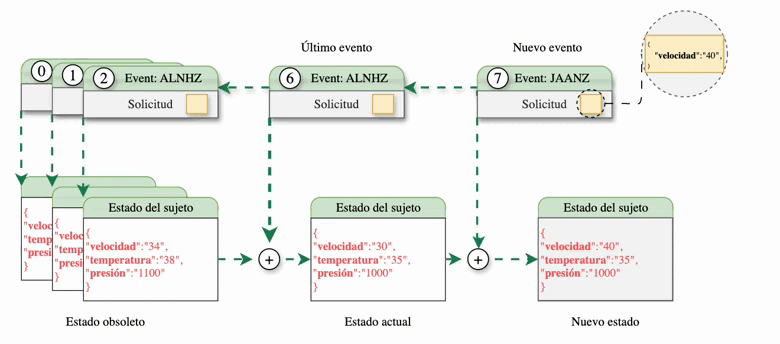 Último evento
Nuevo evento
{
"velocidad":"40",
}
0
1
2
Event: ALNHZ
6
Event: ALNHZ
7
Event: JAANZ
Solicitud
Solicitud
Solicitud
{
"veloc
"temp
"presi
}
{
"veloc
"tempe
"presió
}
Estado del sujeto
{
"velocidad":"34",
"temperatura":"38",
"presión":"1100"
}
+
Estado del sujeto
{
"velocidad":"30",
"temperatura":"35",
"presión":"1000"
}
+
Estado del sujeto
{
"velocidad":"40",
"temperatura":"35",
"presión":"1000"
}
Estado obsoleto
Estado actual
Nuevo estado